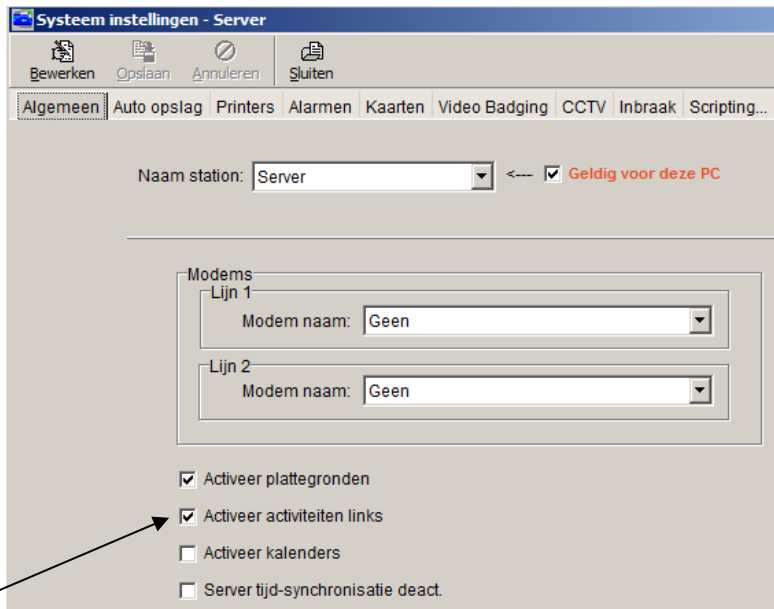 Systeem instellingen - Server
Bewerken Opslaan Annuleren Sluiten
Algemeen Auto opslag Printers Alarmen Kaarten Video Badging CCTV Inbraak Scripting...
Naam station: Server <--- Geldig voor deze PC
Modems
Lijn 1
Modem naam: Geen
Lijn 2
Modem naam: Geen
Activeer plattegronden
Activeer activiteiten links
Activeer kalenders
Server tijd-synchronisatie deact.